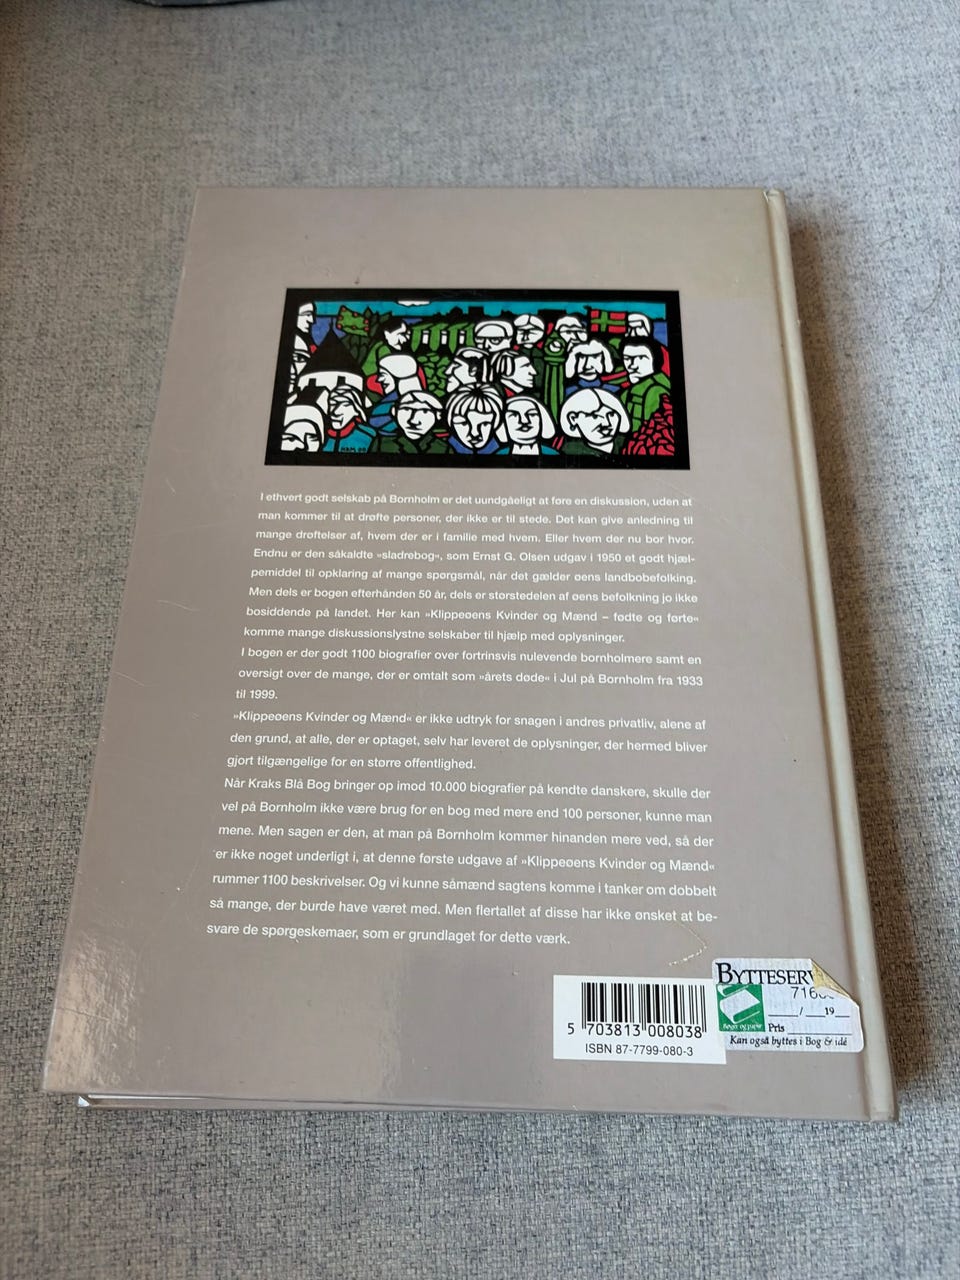 HAM 00
I ethvert godt selskab på Bornholm er det uundgåeligt at føre en diskussion, uden at
man kommer til at drøfte personer, der ikke er til stede. Det kan give anledning til
mange drøftelser af, hvem der er i familie med hvem. Eller hvem der nu bor hvor.
Endnu er den såkaldte »sladrebog«, som Ernst G. Olsen udgav i 1950 et godt hjæl-
pemiddel til opklaring af mange spørgsmål, når det gælder øens landbobefolking.
Men dels er bogen efterhånden 50 år, dels er størstedelen af øens befolkning jo ikke
bosiddende på landet. Her kan »Klippeøens Kvinder og Mænd – fødte og førte«
komme mange diskussionslystne selskaber til hjælp med oplysninger.
I bogen er der godt 1100 biografier over fortrinsvis nulevende bornholmere samt en
oversigt over de mange, der er omtalt som »årets døde« i Jul på Bornholm fra 1933
til 1999.
»Klippeøens Kvinder og Mænd« er ikke udtryk for snagen i andres privatliv, alene af
den grund, at alle, der er optaget, selv har leveret de oplysninger, der hermed bliver
gjort tilgængelige for en større offentlighed.
Når Kraks Blå Bog bringer op imod 10.000 biografier på kendte danskere, skulle der
vel på Bornholm ikke være brug for en bog med mere end 100 personer, kunne man
mene. Men sagen er den, at man på Bornholm kommer hinanden mere ved, så der
er ikke noget underligt i, at denne første udgave af »Klippeøens Kvinder og Mænd«
rummer 1100 beskrivelser. Og vi kunne såmænd sagtens komme i tanker om dobbelt
så mange, der burde have været med. Men flertallet af disse har ikke ønsket at be-
svare de spørgeskemaer, som er grundlaget for dette værk.
5 703813 008038
ISBN 87-7799-080-3
BYTTESERV
716
/ 19
Bøger og papir
Pris
Kan også byttes i Bog & idé